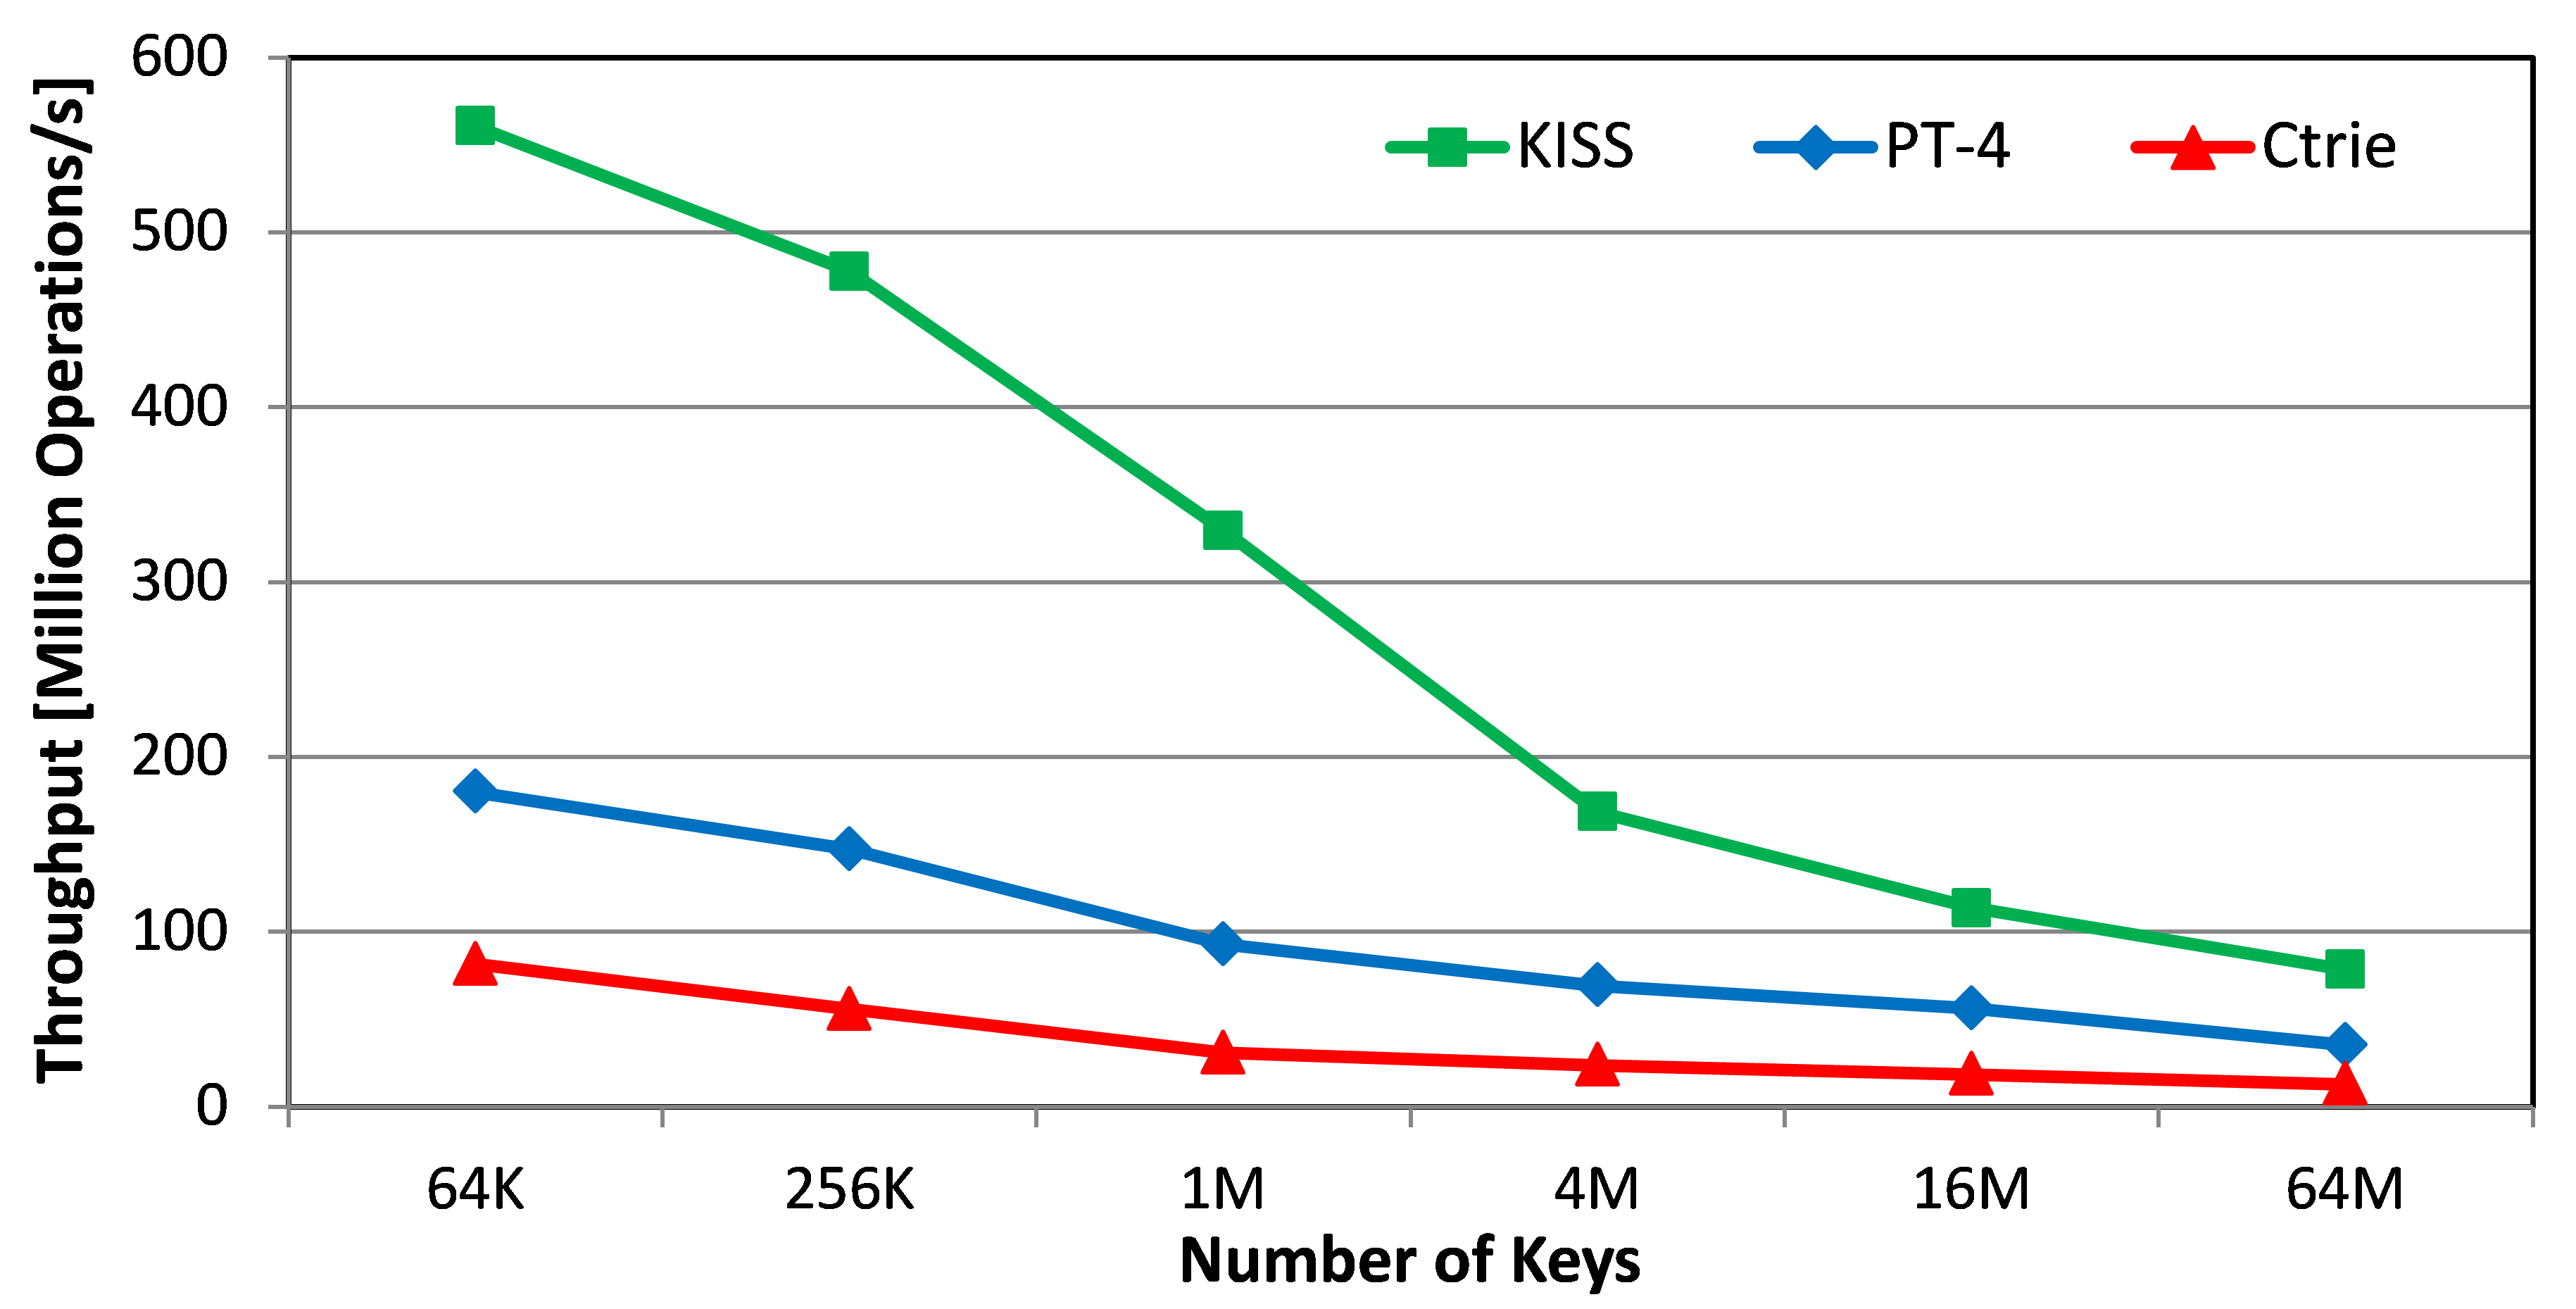 Throughput [Million Operations/s]
600
500
400
300
200
100
0
KISS PT-4 Ctrie
64K 256K 1M 4M 16M 64M
Number of Keys